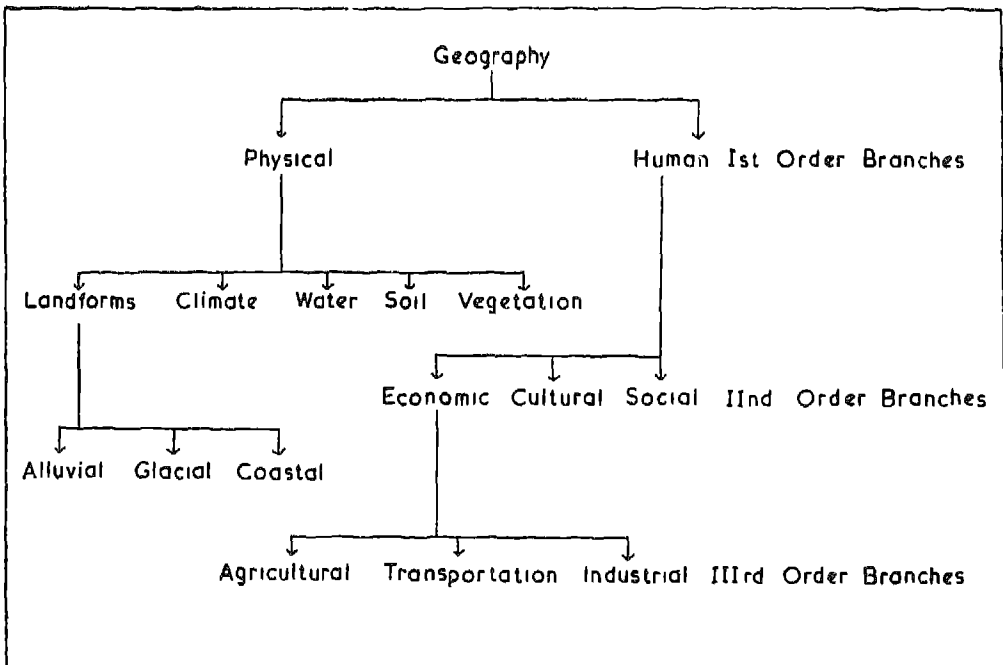 Geography
Physical Human Ist Order Branches
Landforms Climate Water Soil Vegetation
Economic Cultural Social IInd Order Branches
Alluvial Glacial Coastal
Agricultural Transportation Industrial IIIrd Order Branches